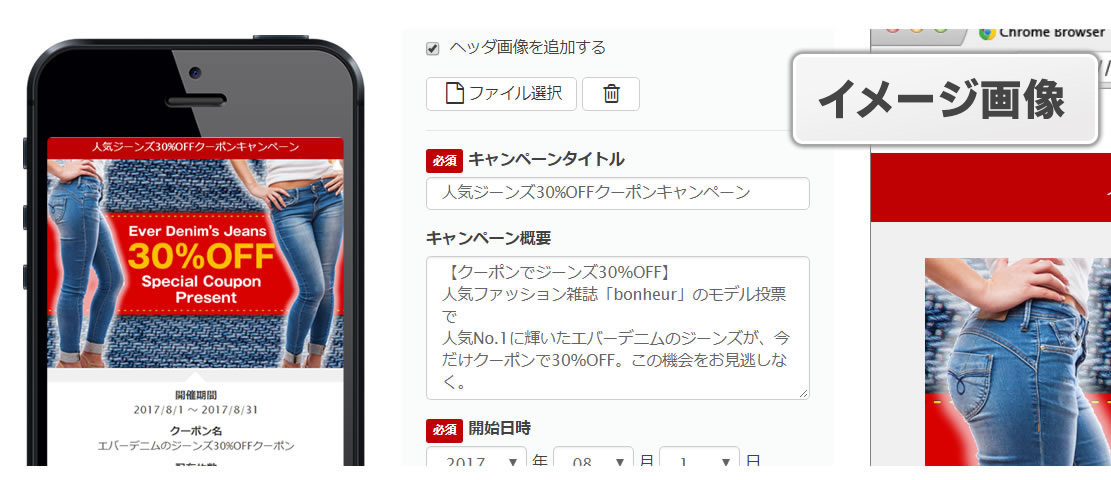 人気ジーンズ30%OFFクーポンキャンペーン
Ever Denim's Jeans
30%OFF
Special Coupon
Present
開催期間
2017/8/1 ～ 2017/8/31
クーポン名
エバーデニムのジーンズ30%OFFクーポン
ヘッダ画像を追加する
ファイル選択
必須 キャンペーンタイトル
人気ジーンズ30%OFFクーポンキャンペーン
キャンペーン概要
【クーポンでジーンズ30%OFF】
人気ファッション雑誌「bonheur」のモデル投票
で
人気No.1に輝いたエバーデニムのジーンズが、今
だけクーポンで30%OFF。この機会をお見逃しな
く。
必須 開始日時
2017 年 08 月 1 日
Chrome Browser
イメージ画像